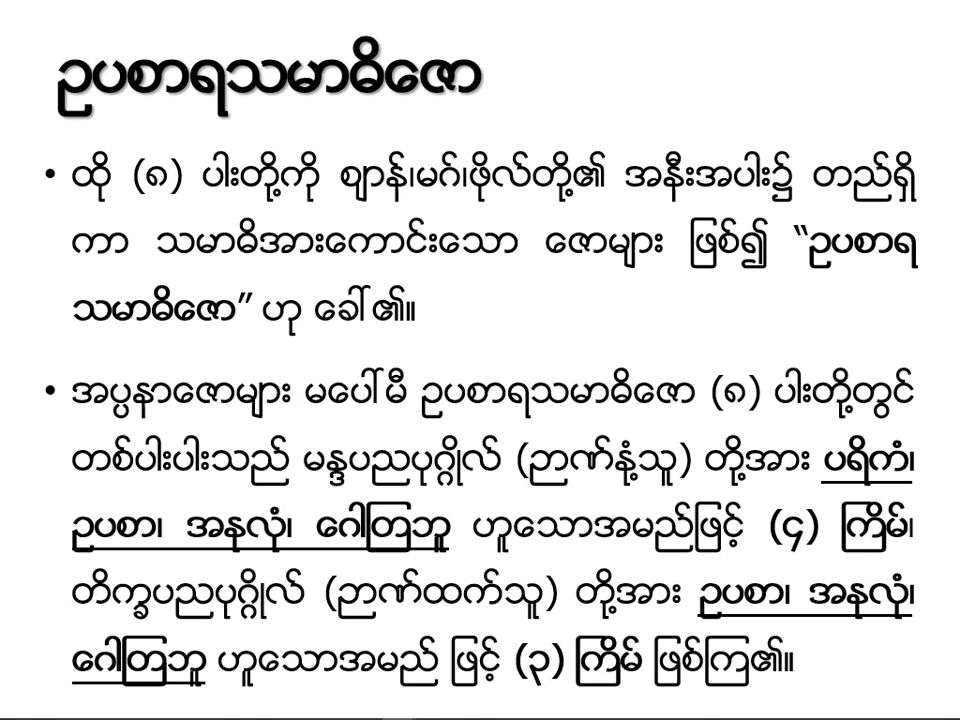 ဥပစာရသမာဓိဇော
• ထို (၈) ပါးတို့ကို ဈာန်၊မဂ်၊ဖိုလ်တို့၏ အနီးအပါး၌ တည်ရှိ
ကာ သမာဓိအားကောင်းသော ဇောများ ဖြစ်၍ “ဥပစာရ
သမာဓိဇော” ဟု ခေါ်၏။
• အပ္ပနာဇောများ မပေါ်မီ ဥပစာရသမာဓိဇော (၈) ပါးတို့တွင်
တစ်ပါးပါးသည် မန္ဒပညပုဂ္ဂိုလ် (ဉာဏ်နုံ့သူ) တို့အား ပရိကံ၊
ဥပစာ၊ အနုလုံ၊ ဂေါတြဘူ ဟူသောအမည်ဖြင့် (၄) ကြိမ်၊
တိက္ခပညပုဂ္ဂိုလ် (ဉာဏ်ထက်သူ) တို့အား ဥပစာ၊ အနုလုံ၊
ဂေါတြဘူ ဟူသောအမည် ဖြင့် (၃) ကြိမ် ဖြစ်ကြ၏။